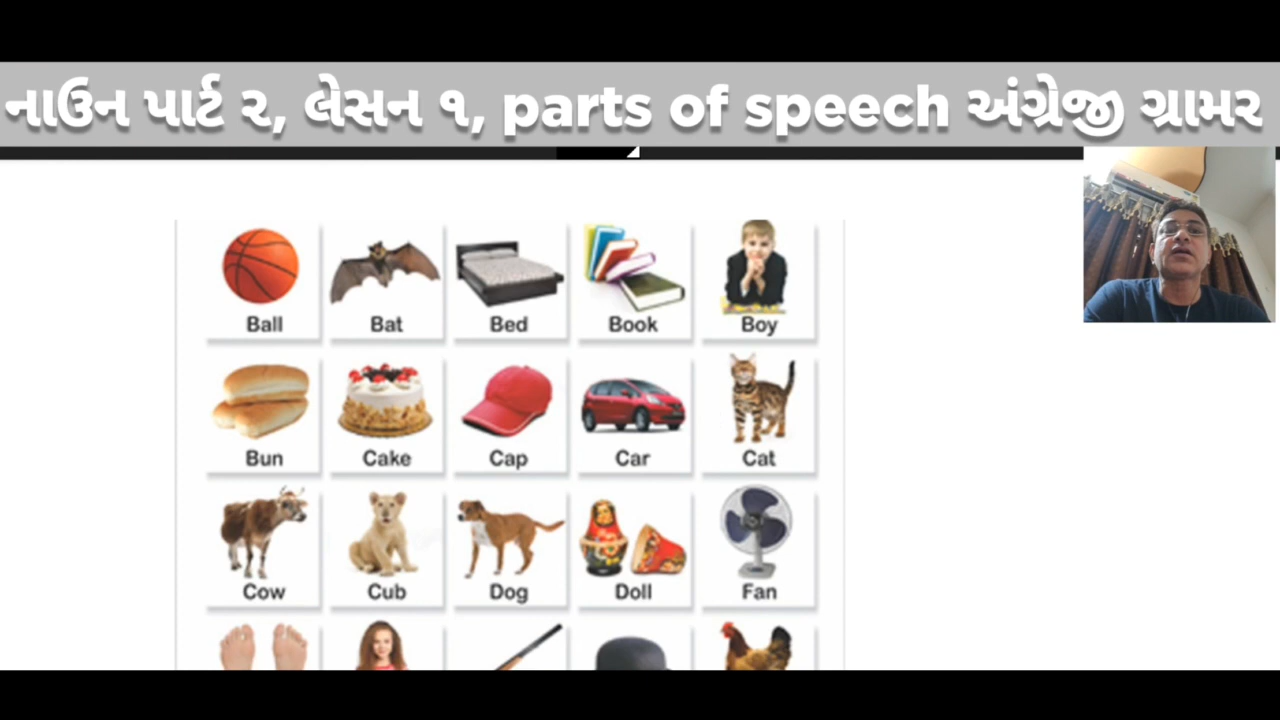 નાઉન પાર્ટ ૨, લેસન ૧, parts of speech અંગ્રેજી ગ્રામર
Ball Bat Bed Book Boy
Bun Cake Cap Car Cat
Cow Cub Dog Doll Fan